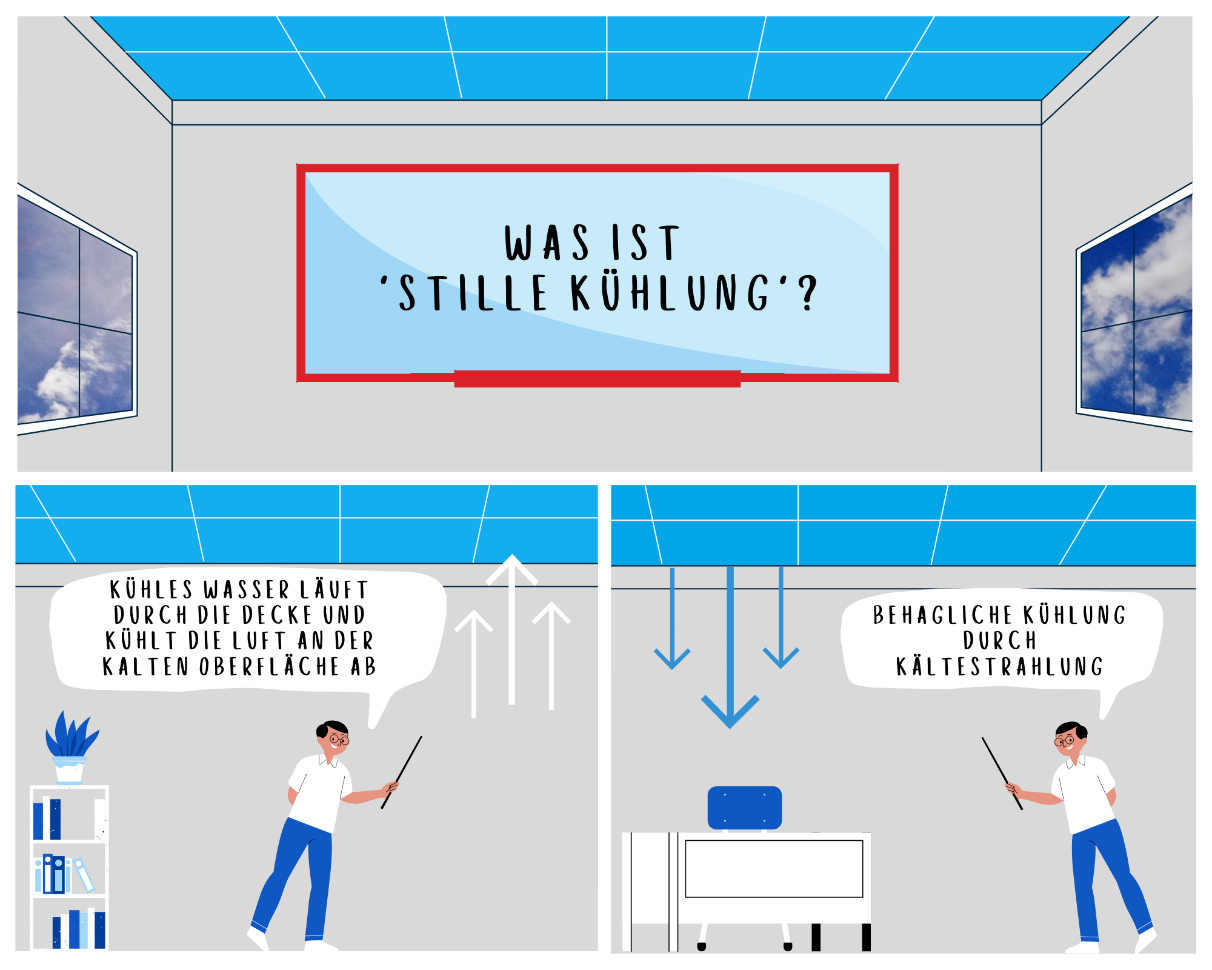 WAS IST
'STILLE KÜHLUNG'?
KÜHLES WASSER LÄUFT
DURCH DIE DECKE UND
KÜHLT DIE LUFT AN DER
KALTEN OBERFLÄCHE AB
BEHAGLICHE KÜHLUNG
DURCH
KÄLTESTRAHLUNG